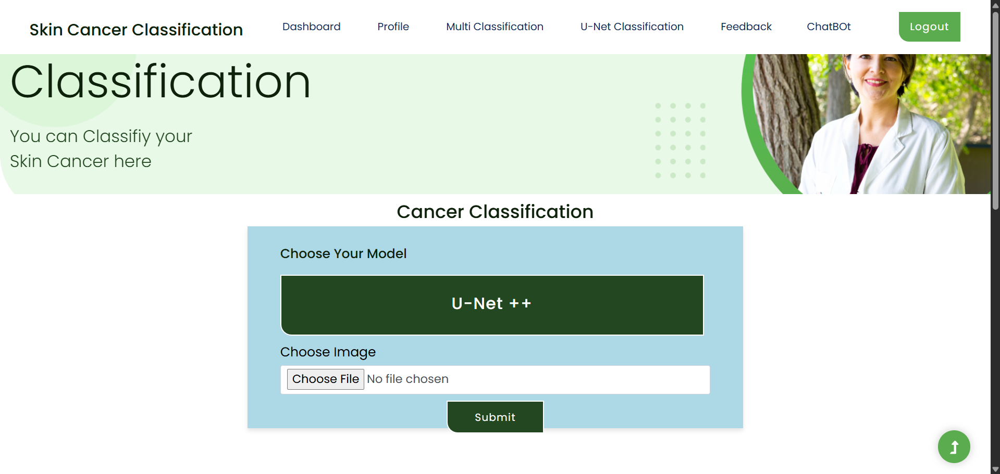 Skin Cancer Classification Dashboard Profile Multi Classification U-Net Classification Feedback ChatBOt Logout
Classification
You can Classifiy your
Skin Cancer here
Cancer Classification
Choose Your Model
U-Net ++
Choose Image
Choose File No file chosen
Submit